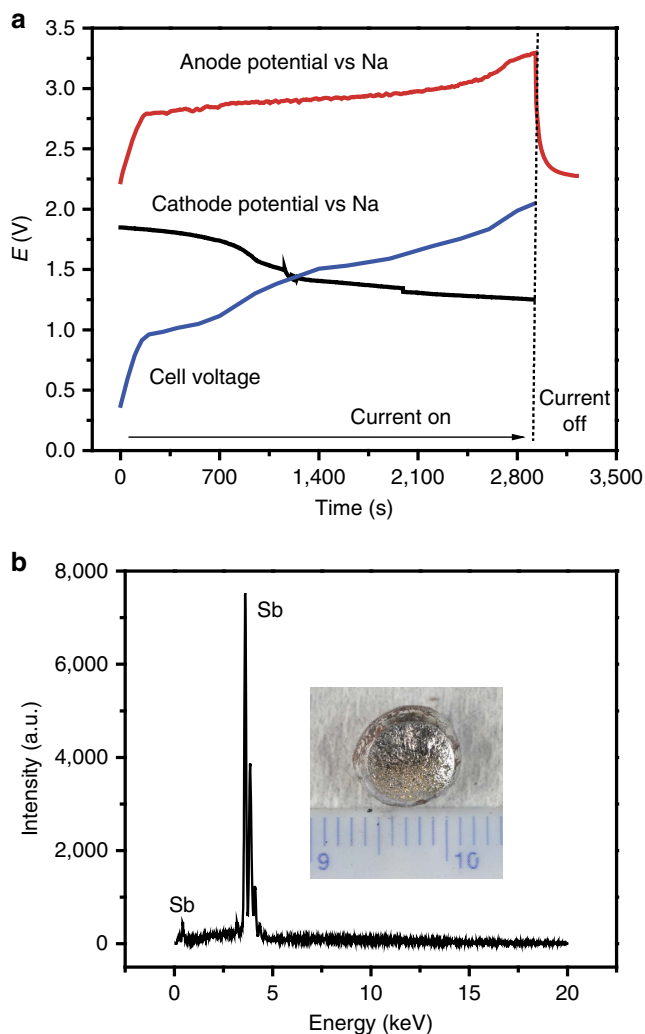 a
3.5
3.0
2.5
2.0
1.5
1.0
0.5
0.0
E (V)
Anode potential vs Na
Cathode potential vs Na
Cell voltage
Current on
Current
off
0
700
1,400
2,100
2,800
3,500
Time (s)
b
8,000
6,000
4,000
2,000
0
Intensity (a.u.)
Sb
Sb
9
10
0
5
10
15
20
Energy (keV)